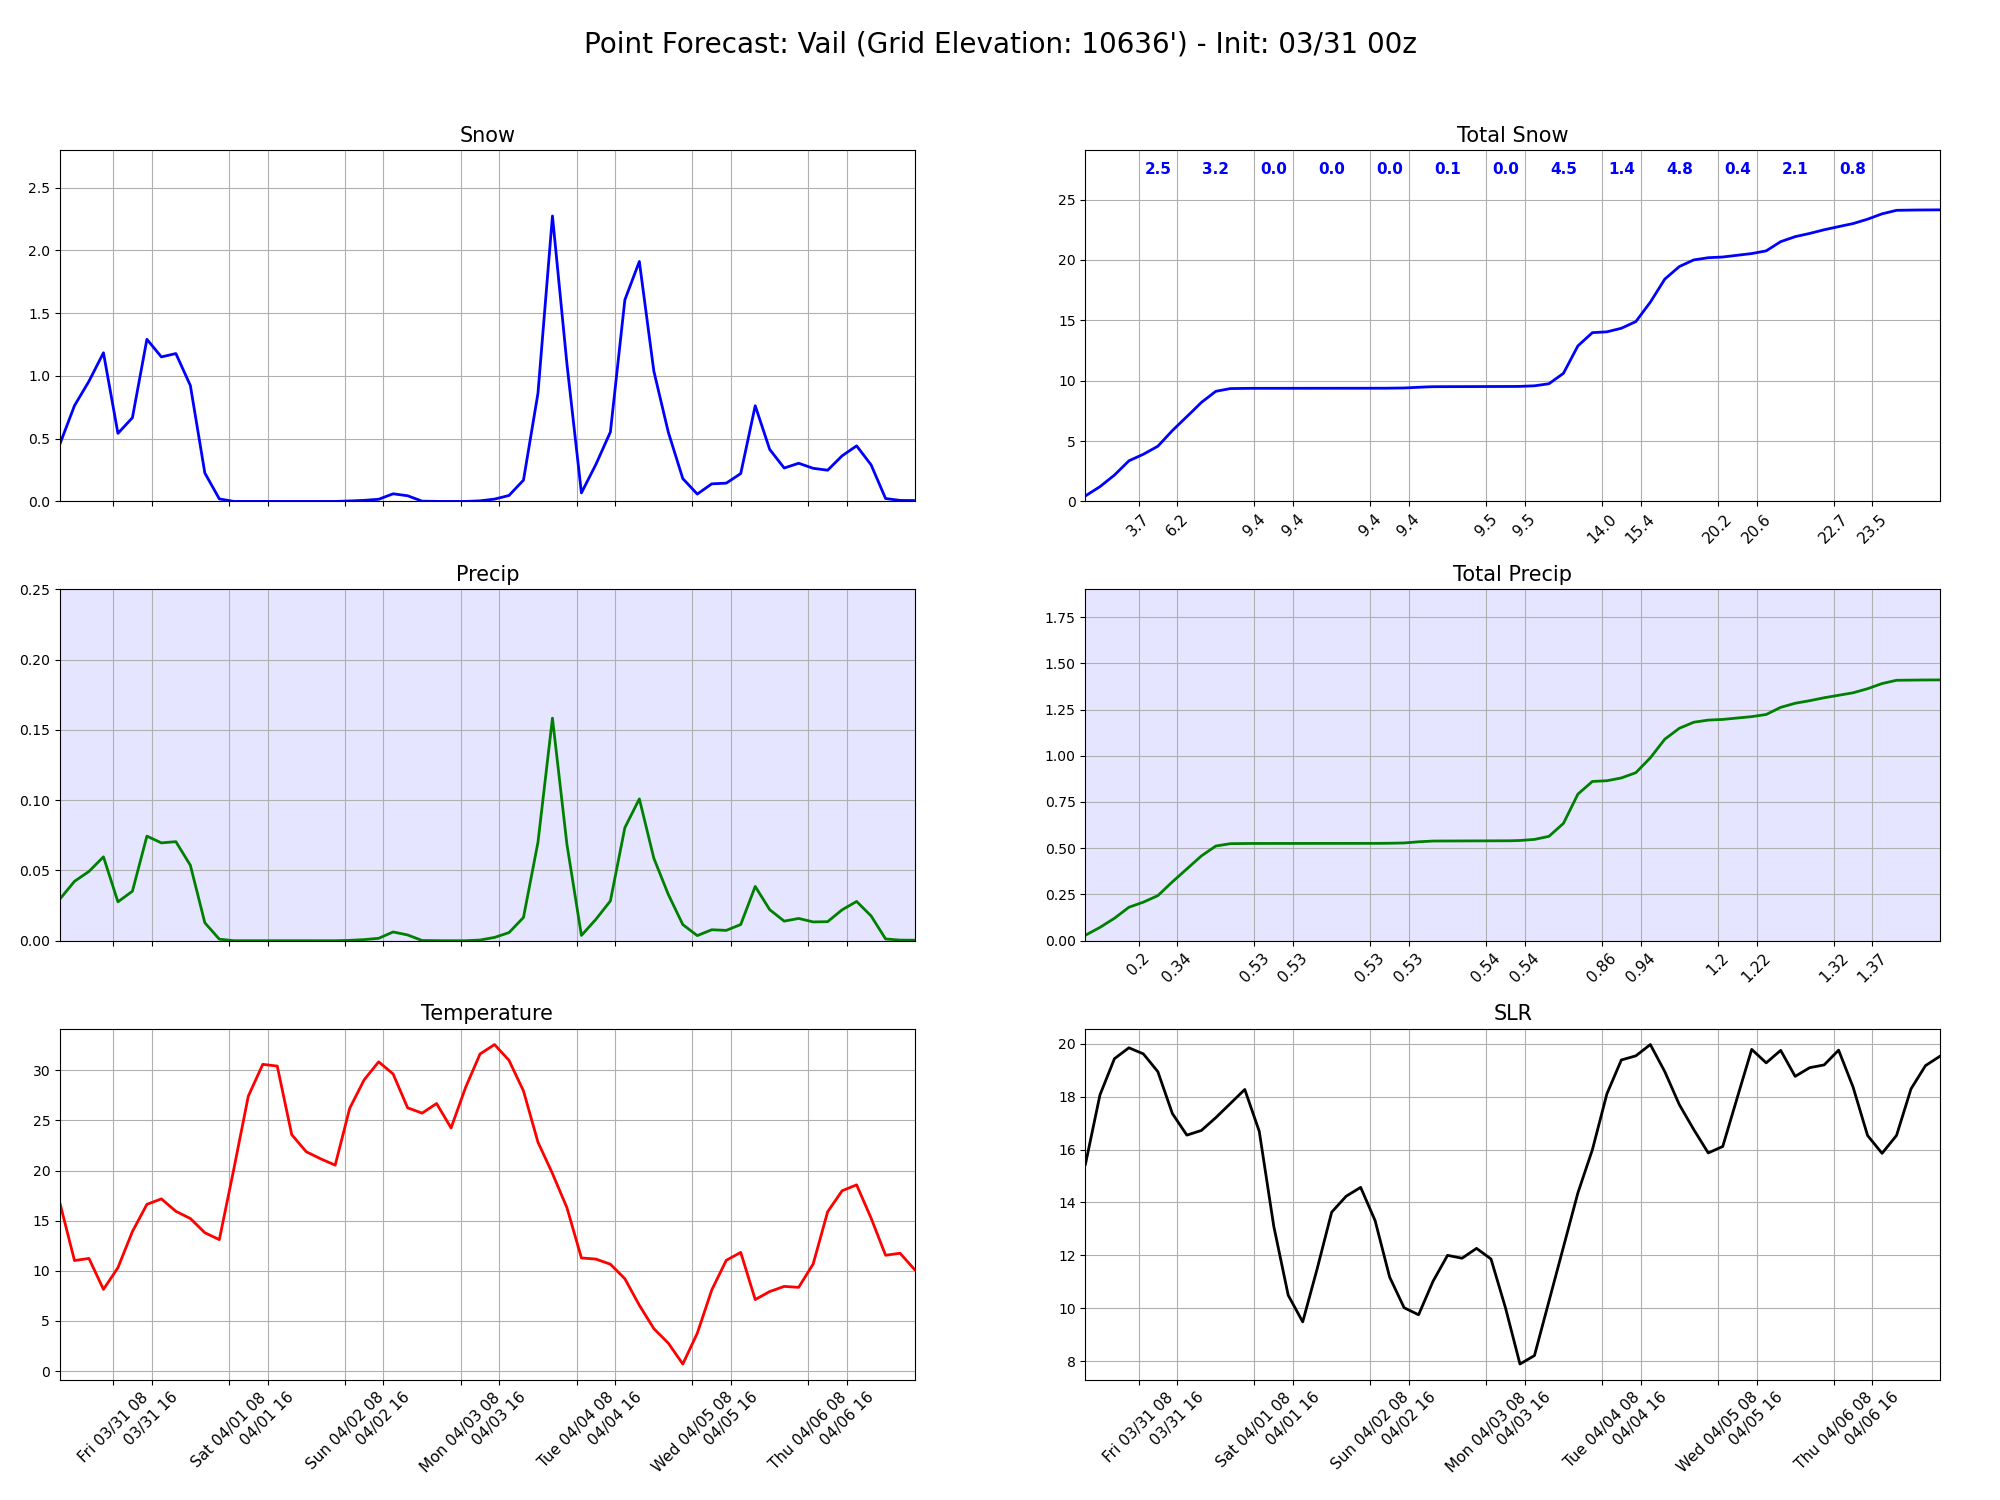 Point Forecast: Vail (Grid Elevation: 10636') - Init: 03/31 00z
Snow
2.5
2.0
1.5
1.0
0.5
0.0
Total Snow
2.5 3.2 0.0 0.0 0.0 0.1 0.0 4.5 1.4 4.8 0.4 2.1 0.8
25
20
15
10
5
0
3.7 6.2 9.4 9.4 9.4 9.4 9.5 9.5 14.0 15.4 20.2 20.6 22.7 23.5
Precip
0.25
0.20
0.15
0.10
0.05
0.00
Total Precip
1.75
1.50
1.25
1.00
0.75
0.50
0.25
0.00
0.2 0.34 0.53 0.53 0.53 0.53 0.54 0.54 0.86 0.94 1.2 1.22 1.32 1.37
Temperature
30
25
20
15
10
5
0
Fri 03/31 08
03/31 16
Sat 04/01 08
04/01 16
Sun 04/02 08
04/02 16
Mon 04/03 08
04/03 16
Tue 04/04 08
04/04 16
Wed 04/05 08
04/05 16
Thu 04/06 08
04/06 16
SLR
20
18
16
14
12
10
8
Fri 03/31 08
03/31 16
Sat 04/01 08
04/01 16
Sun 04/02 08
04/02 16
Mon 04/03 08
04/03 16
Tue 04/04 08
04/04 16
Wed 04/05 08
04/05 16
Thu 04/06 08
04/06 16